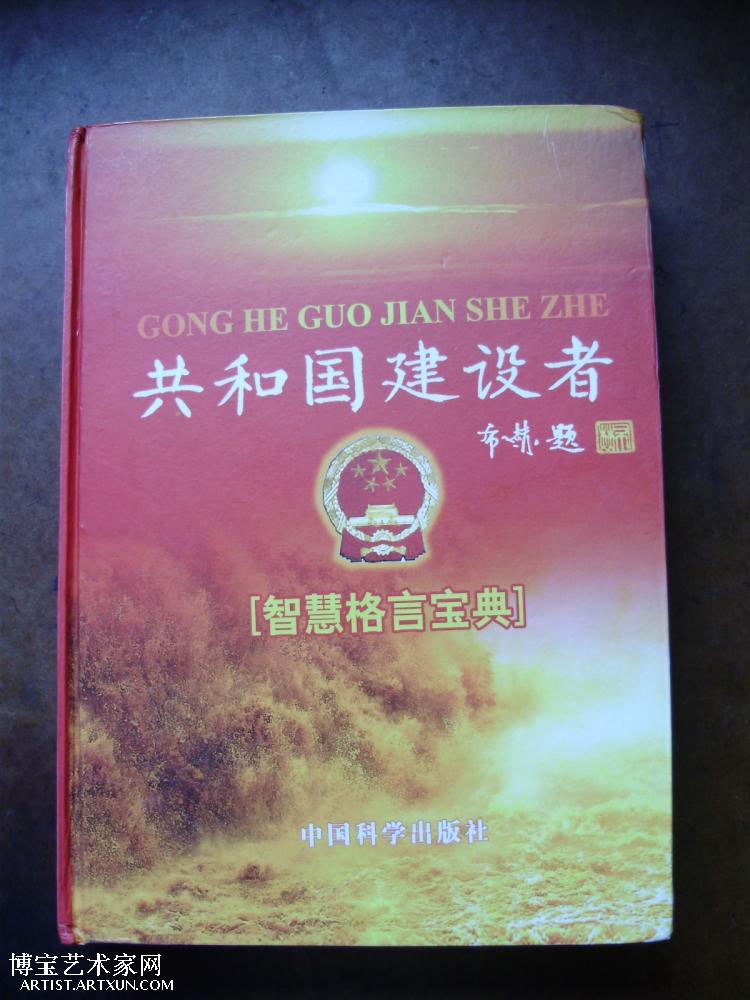 GONG HE GUO JIAN SHE ZHE
共和国建设者
布赫·题
[智慧格言宝典]
中国科学出版社
博宝艺术家网
ARTIST.ARTXUN.COM